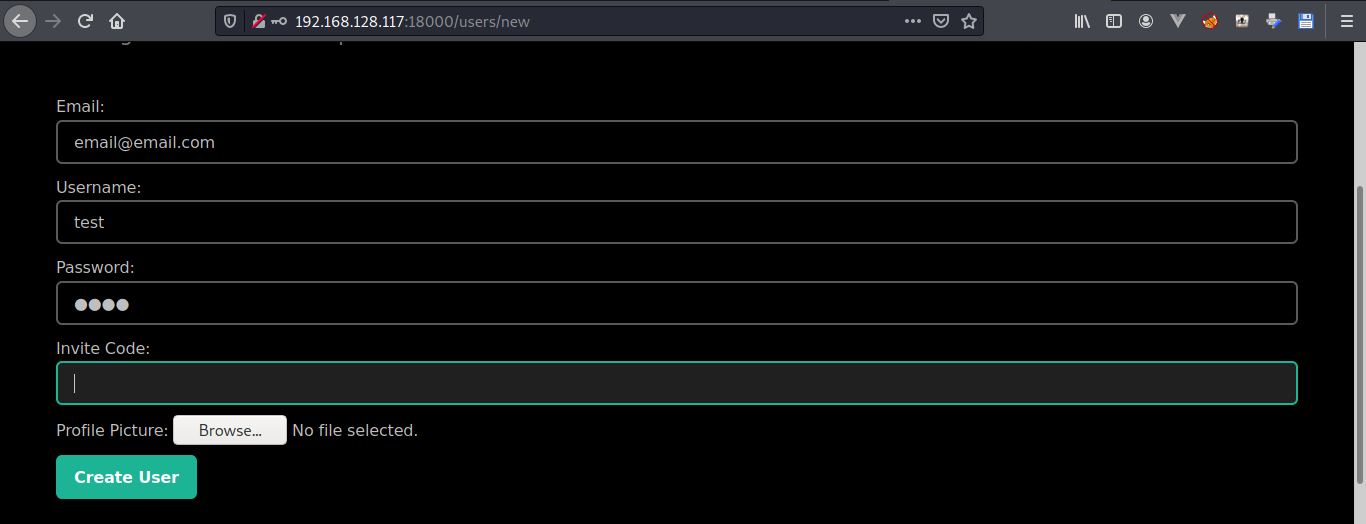 192.168.128.117:18000/users/new
Email:
email@email.com
Username:
test
Password:
●●●●
Invite Code:
Profile Picture: Browse... No file selected.
Create User